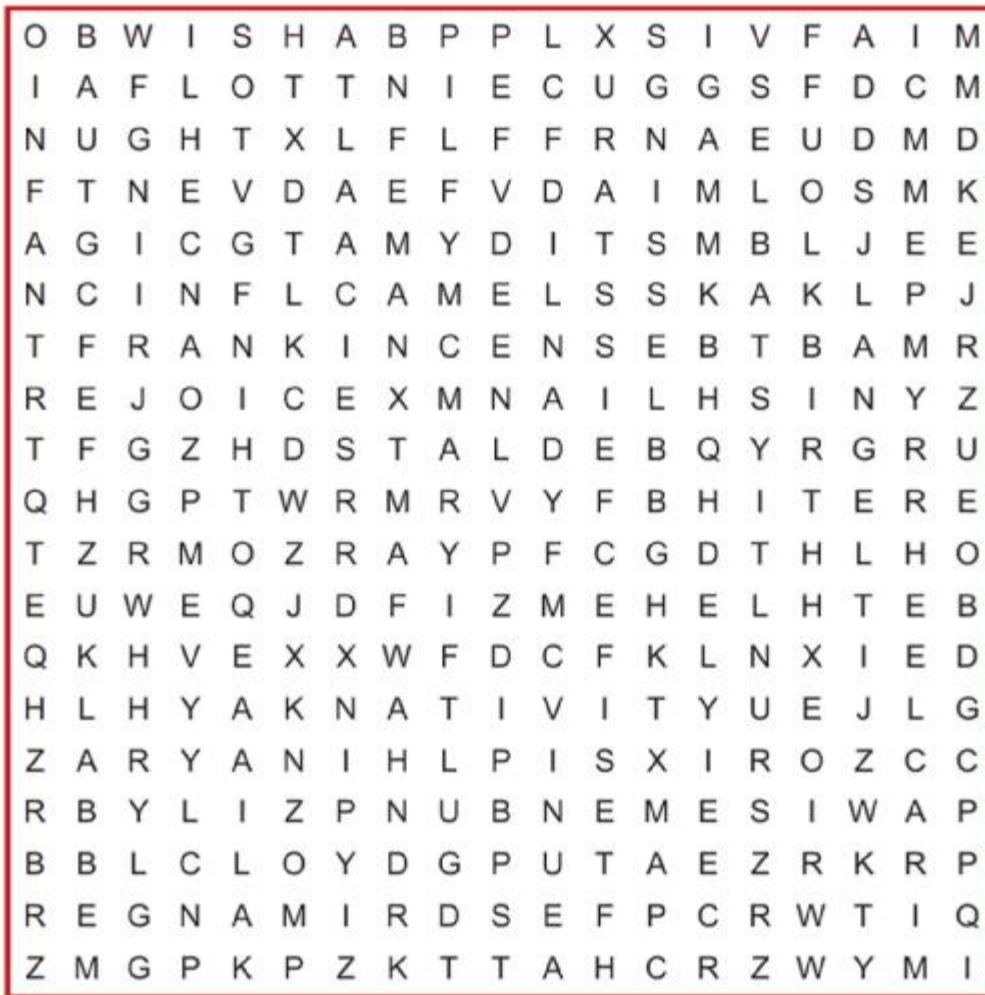 O B W I S H A B P P L X S I V F A I M
I A F L O T T N I E C U G G S F D C M
N U G H T X L F L F F R N A E U D M D
F T N E V D A E F V D A I M L O S M K
A G I C G T A M Y D I T S M B L J E E
N C I N F L C A M E L S S K A K L P J
T F R A N K I N C E N S E B T B A M R
R E J O I C E X M N A I L H S I N Y Z
T F G Z H D S T A L D E B Q Y R G R U
Q H G P T W R M R V Y F B H I T E R E
T Z R M O Z R A Y P F C G D T H L H O
E U W E Q J D F I Z M E H E L H T E B
Q K H V E X X W F D C F K L N X I E D
H L H Y A K N A T I V I T Y U E J L G
Z A R Y A N I H L P I S X I R O Z C C
R B Y L I Z P N U B N E M E S I W A P
B B L C L O Y D G P U T A E Z R K R P
R E G N A M I R D S E F P C R W T I Q
Z M G P K P Z K T T A H C R Z W Y M I